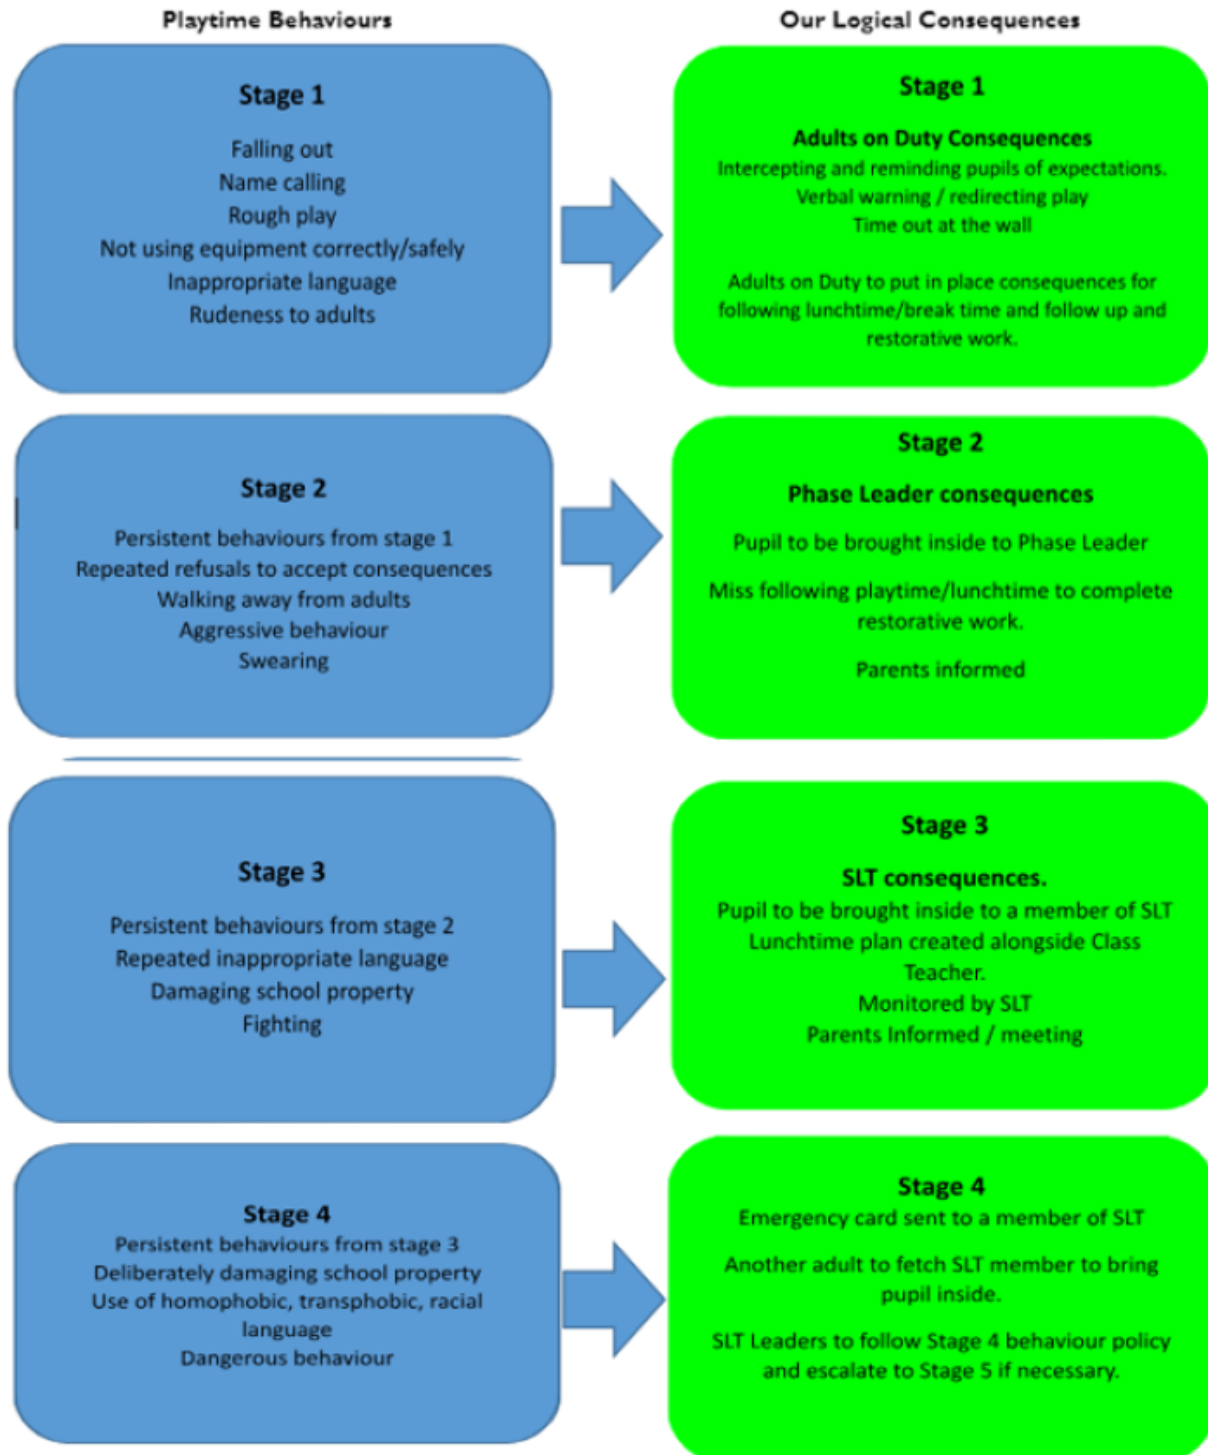 Playtime Behaviours
Our Logical Consequences
Stage 1
Falling out
Name calling
Rough play
Not using equipment correctly/safely
Inappropriate language
Rudeness to adults
Stage 1
Adults on Duty Consequences
Intercepting and reminding pupils of expectations.
Verbal warning / redirecting play
Time out at the wall
Adults on Duty to put in place consequences for
following lunchtime/break time and follow up and
restorative work.
Stage 2
Persistent behaviours from stage 1
Repeated refusals to accept consequences
Walking away from adults
Aggressive behaviour
Swearing
Stage 2
Phase Leader consequences
Pupil to be brought inside to Phase Leader
Miss following playtime/lunchtime to complete
restorative work.
Parents informed
Stage 3
Persistent behaviours from stage 2
Repeated inappropriate language
Damaging school property
Fighting
Stage 3
SLT consequences.
Pupil to be brought inside to a member of SLT
Lunchtime plan created alongside Class
Teacher.
Monitored by SLT
Parents Informed / meeting
Stage 4
Persistent behaviours from stage 3
Deliberately damaging school property
Use of homophobic, transphobic, racial
language
Dangerous behaviour
Stage 4
Emergency card sent to a member of SLT
Another adult to fetch SLT member to bring
pupil inside.
SLT Leaders to follow Stage 4 behaviour policy
and escalate to Stage 5 if necessary.